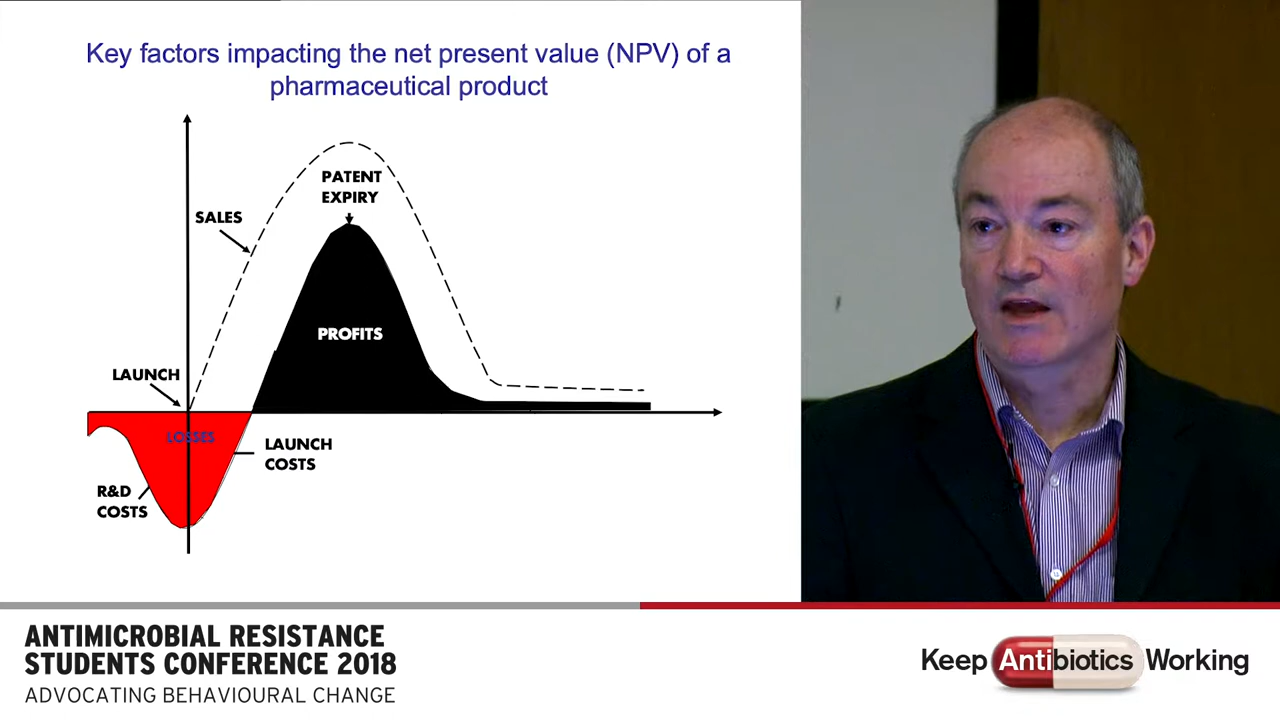 Key factors impacting the net present value (NPV) of a
pharmaceutical product
PATENT
EXPIRY
SALES
PROFITS
LAUNCH
LOSSES
LAUNCH
COSTS
R&D
COSTS
ANTIMICROBIAL RESISTANCE
STUDENTS CONFERENCE 2018
ADVOCATING BEHAVIOURAL CHANGE
Keep Antibiotics Working